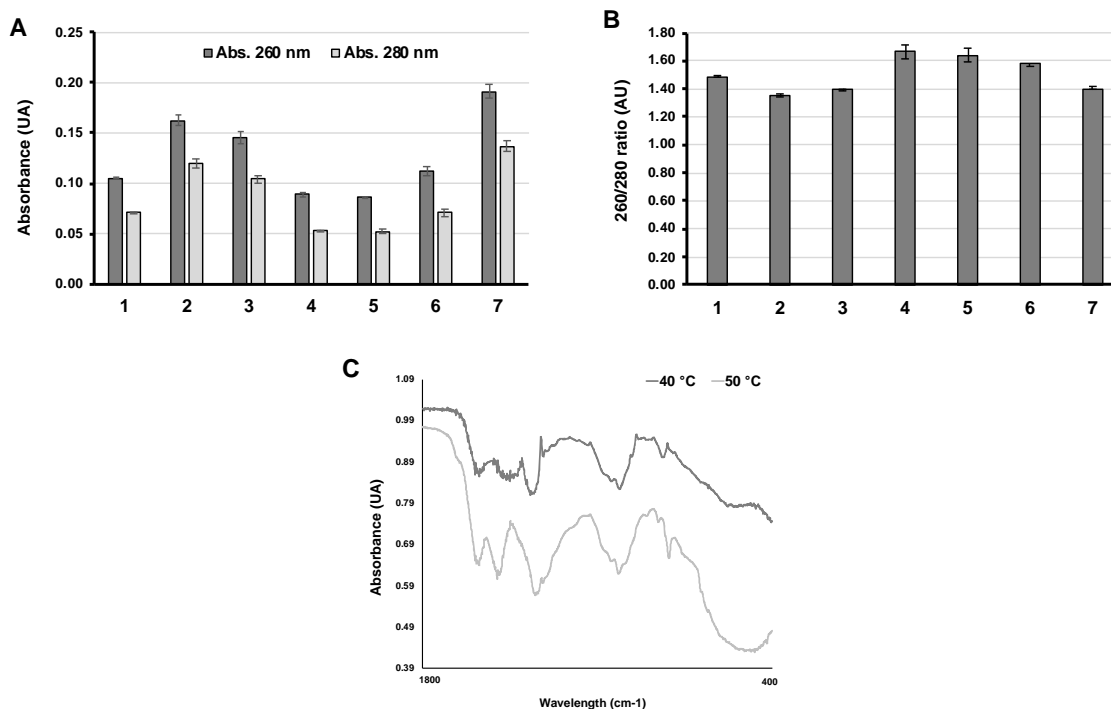 A
Abs. 260 nm Abs. 280 nm
Absorbance (UA)
0.25
0.20
0.15
0.10
0.05
0.00
1 2 3 4 5 6 7
B
260/280 ratio (AU)
1.80
1.60
1.40
1.20
1.00
0.80
0.60
0.40
0.20
0.00
1 2 3 4 5 6 7
C
40 °C 50 °C
Absorbance (UA)
1.09
0.99
0.89
0.79
0.69
0.59
0.49
0.39
1800 400
Wavelength (cm-1)